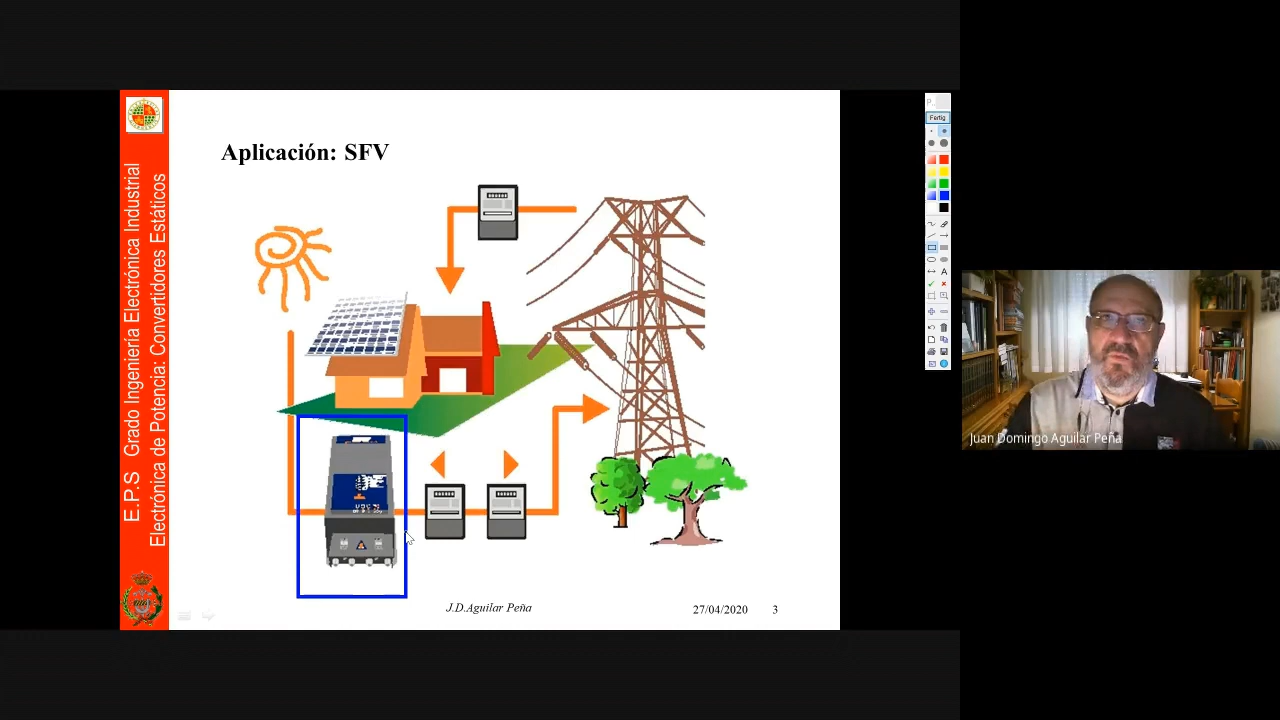 Aplicación: SFV
E.P.S Grado Ingeniería Electrónica Industrial
Electrónica de Potencia: Convertidores Estáticos
J.D.Aguilar Peña
27/04/2020
3
P..
Fertig
A
Juan Domingo Aguilar Peña